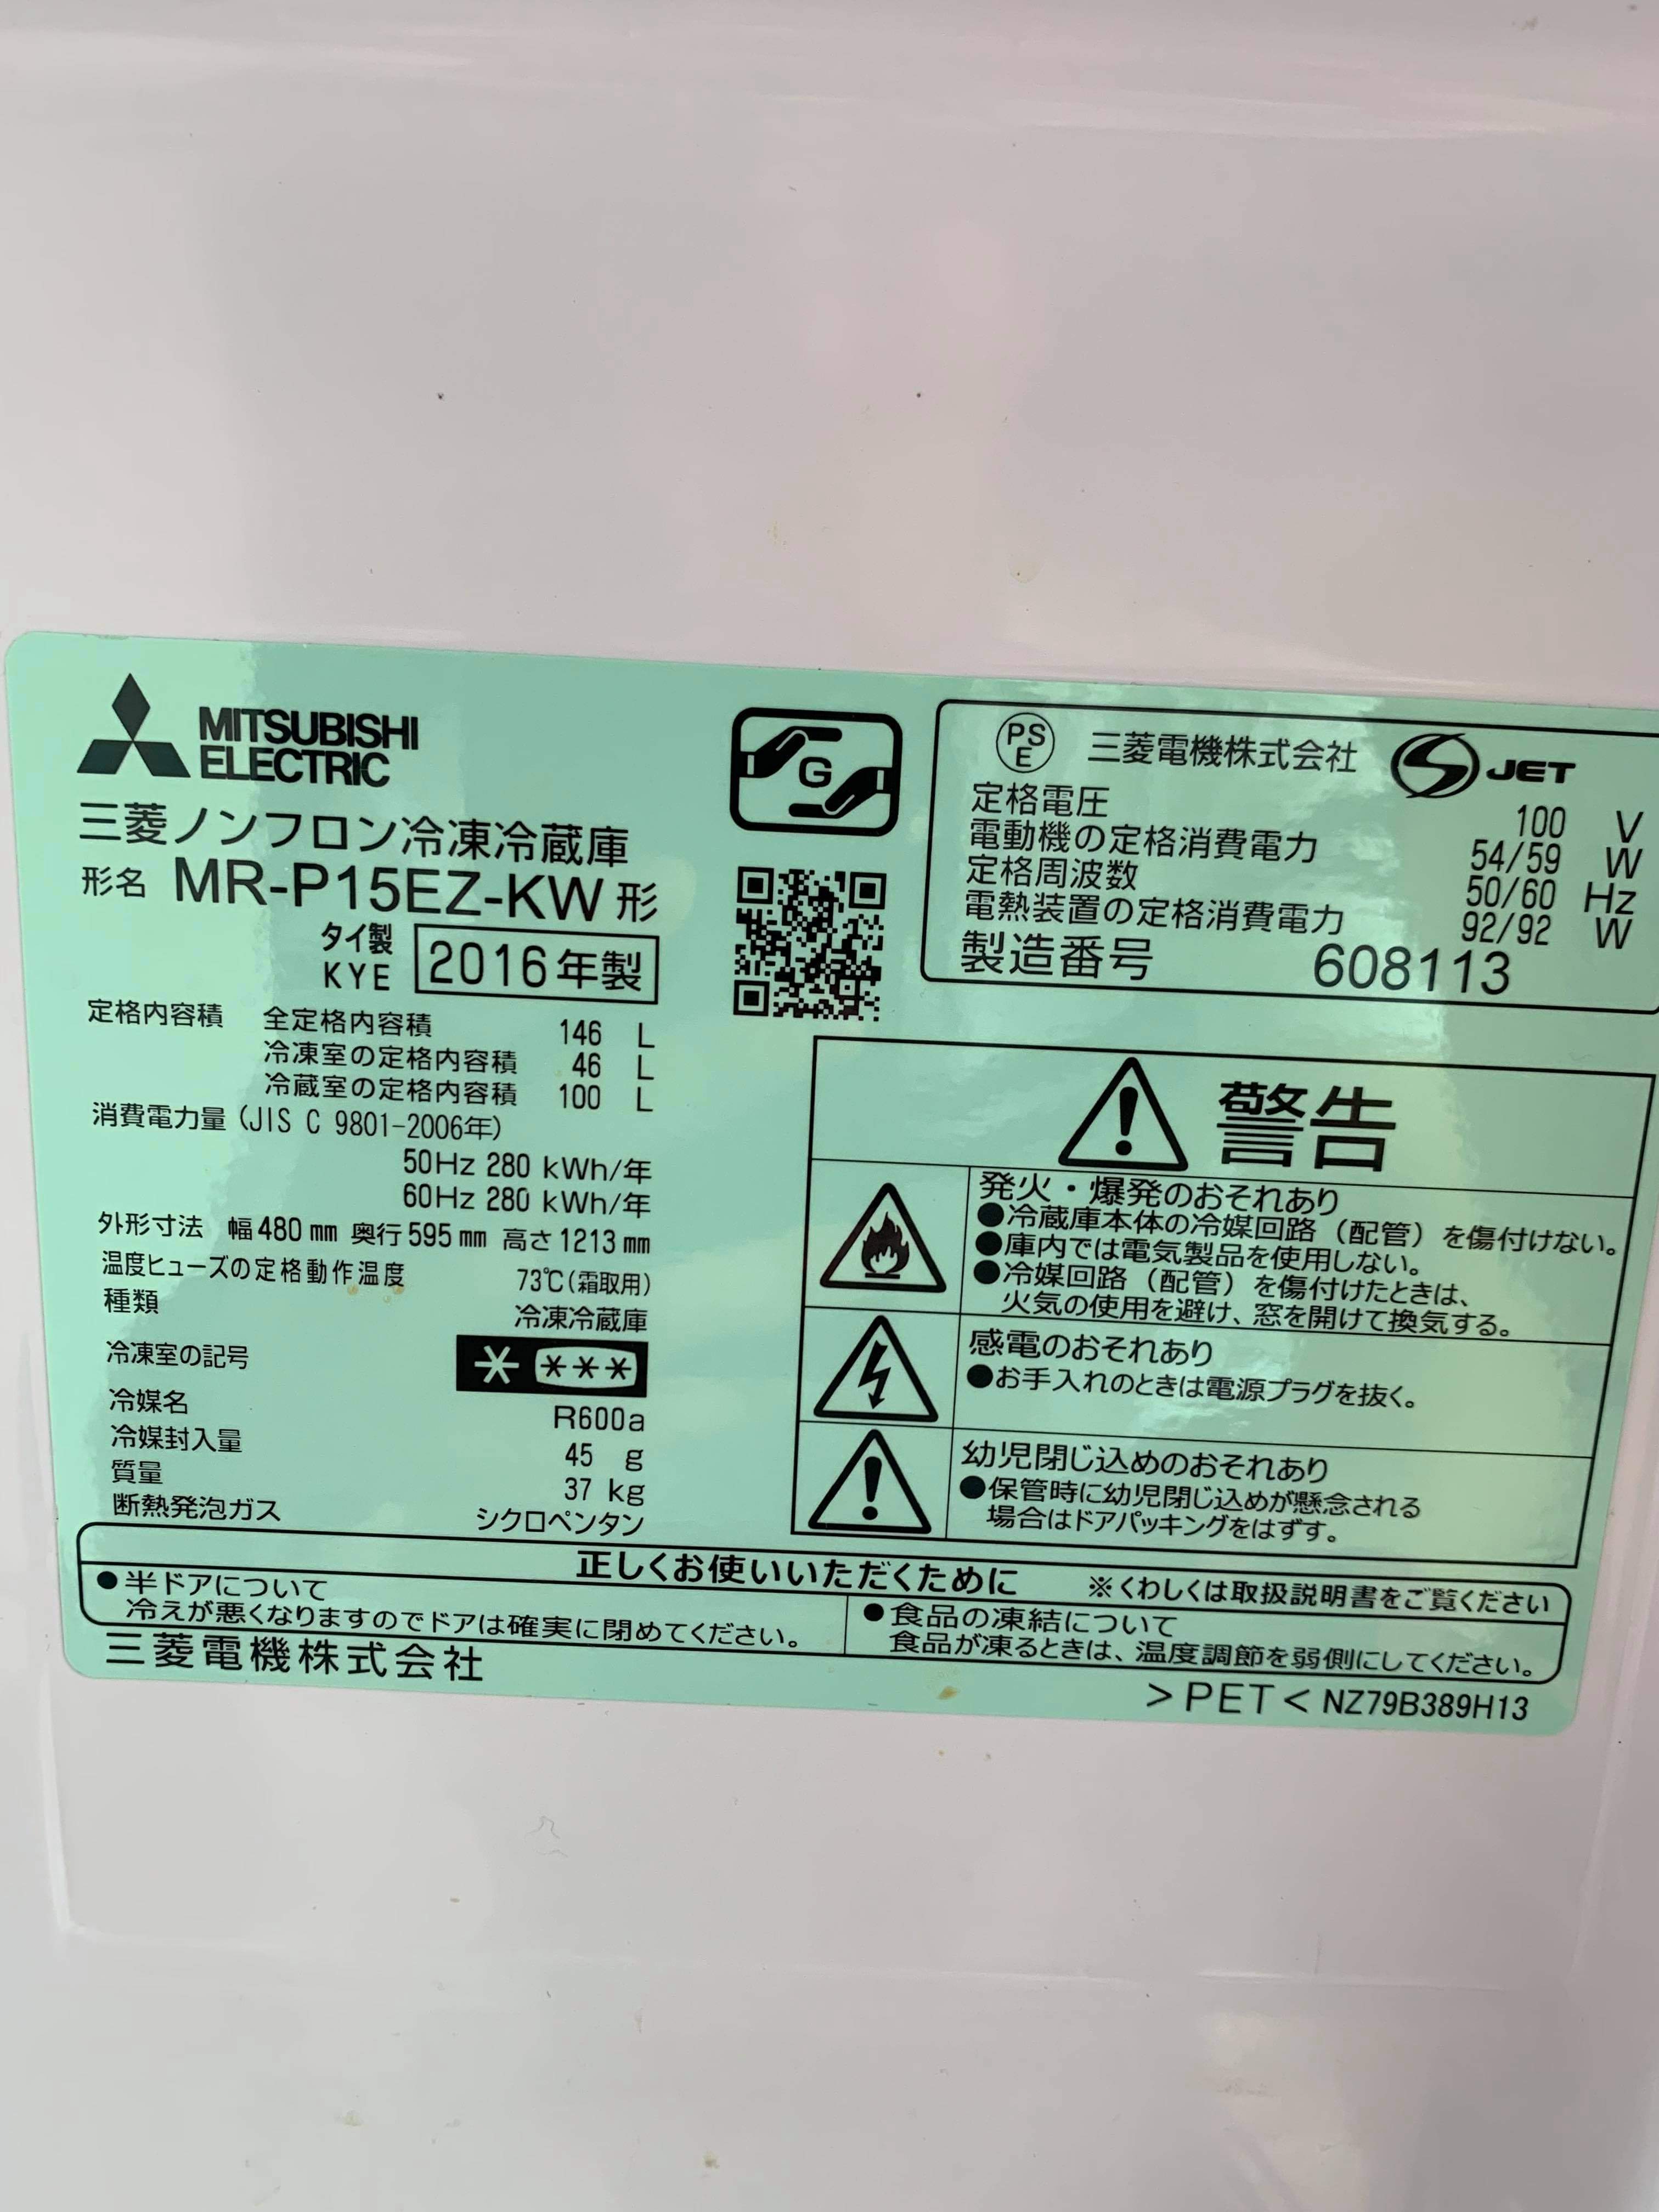 MITSUBISHI
ELECTRIC
三菱ノンフロン冷凍冷蔵庫
形名 MR-P15EZ-KW 形
タイ製
KYE 2016年製
定格内容積 全定格内容積 146 L
冷凍室の定格内容積 46 L
冷蔵室の定格内容積 100 L
消費電力量(JIS C 9801-2006年)
50Hz 280 kWh/年
60Hz 280 kWh/年
外形寸法 幅480mm 奥行595mm 高さ1213mm
温度ヒューズの定格動作温度 73℃(霜取用)
種類 冷凍冷蔵庫
冷凍室の記号 * ***
冷媒名 R600a
冷媒封入量 45 g
質量 37 kg
断熱発泡ガス シクロペンタン
G
PS
E 三菱電機株式会社 JET
定格電圧 100 V
電動機の定格消費電力 54/59 W
定格周波数 50/60 Hz
電熱装置の定格消費電力 92/92 W
製造番号 608113
警告
発火・爆発のおそれあり
●冷蔵庫本体の冷媒回路(配管)を傷付けない。
●庫内では電気製品を使用しない。
●冷媒回路(配管)を傷付けたときは、
火気の使用を避け、窓を開けて換気する。
感電のおそれあり
●お手入れのときは電源プラグを抜く。
幼児閉じ込めのおそれあり
●保管時に幼児閉じ込めが懸念される
場合はドアパッキングをはずす。
正しくお使いいただくために ※くわしくは取扱説明書をご覧ください
●半ドアについて
冷えが悪くなりますのでドアは確実に閉めてください。
●食品の凍結について
食品が凍るときは、温度調節を弱側にしてください。
三菱電機株式会社
>PET< NZ79B389H13